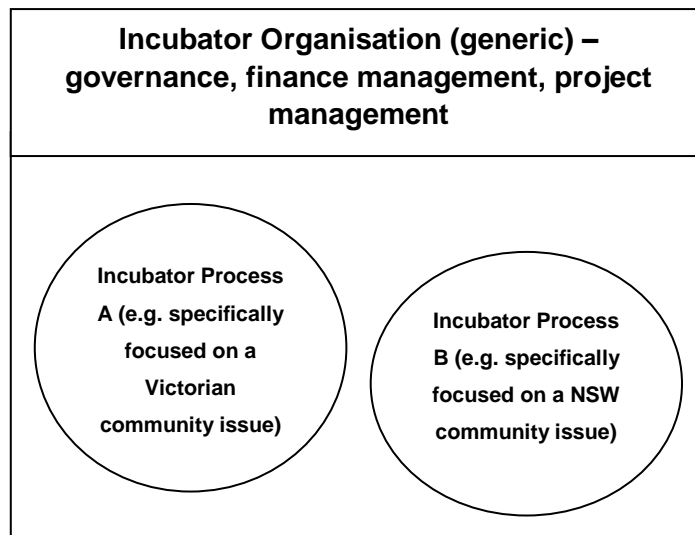 Incubator Organisation (generic) –
governance, finance management, project
management
Incubator Process
A (e.g. specifically
focused on a
Victorian
community issue)
Incubator Process
B (e.g. specifically
focused on a NSW
community issue)